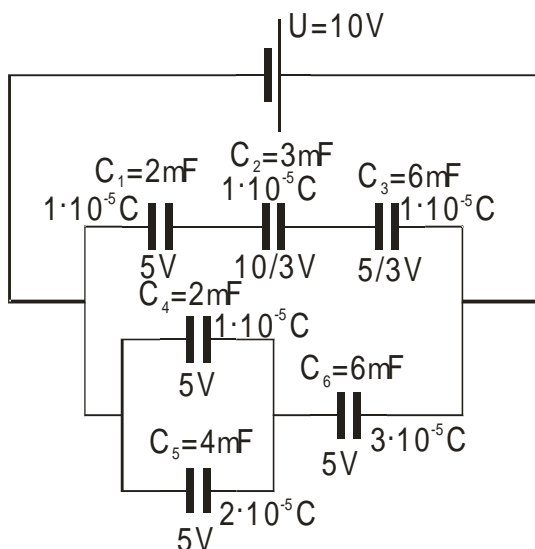 U=10V
C₂=3mF
C₁=2mF
1·10⁻⁵C
C₃=6mF
1·10⁻⁵C
1·10⁻⁵C
5V
10/3V
5/3V
C₄=2mF
1·10⁻⁵C
5V
C₆=6mF
C₅=4mF
3·10⁻⁵C
5V
2·10⁻⁵C
5V